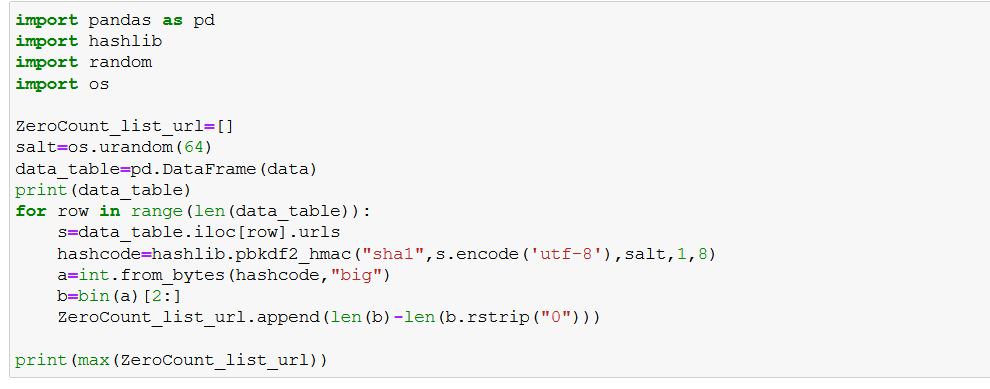 import pandas as pd
import hashlib
import random
import os
ZeroCount_list_url=[]
salt=os.urandom(64)
data_table=pd.DataFrame(data)
print(data_table)
for row in range(len(data_table)):
    s=data_table.iloc[row].urls
    hashcode=hashlib.pbkdf2_hmac("sha1",s.encode('utf-8'),salt,1,8)
    a=int.from_bytes(hashcode,"big")
    b=bin(a)[2:]
    ZeroCount_list_url.append(len(b)-len(b.rstrip("0")))
print(max(ZeroCount_list_url))